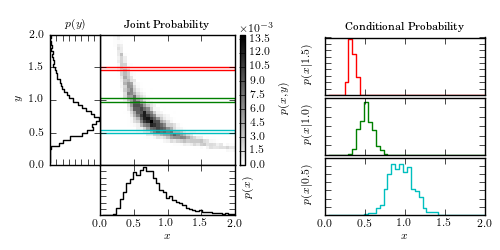 p(y)
Joint Probability
×10⁻³
Conditional Probability
2.0
1.5
1.0
0.5
0.0
y
13.5
12.0
10.5
9.0
7.5
6.0
4.5
3.0
1.5
0.0
p(x, y)
p(x|1.5)
p(x|1.0)
p(x|0.5)
p(x)
0.0 0.5 1.0 1.5 2.0
x
0.0 0.5 1.0 1.5 2.0
x